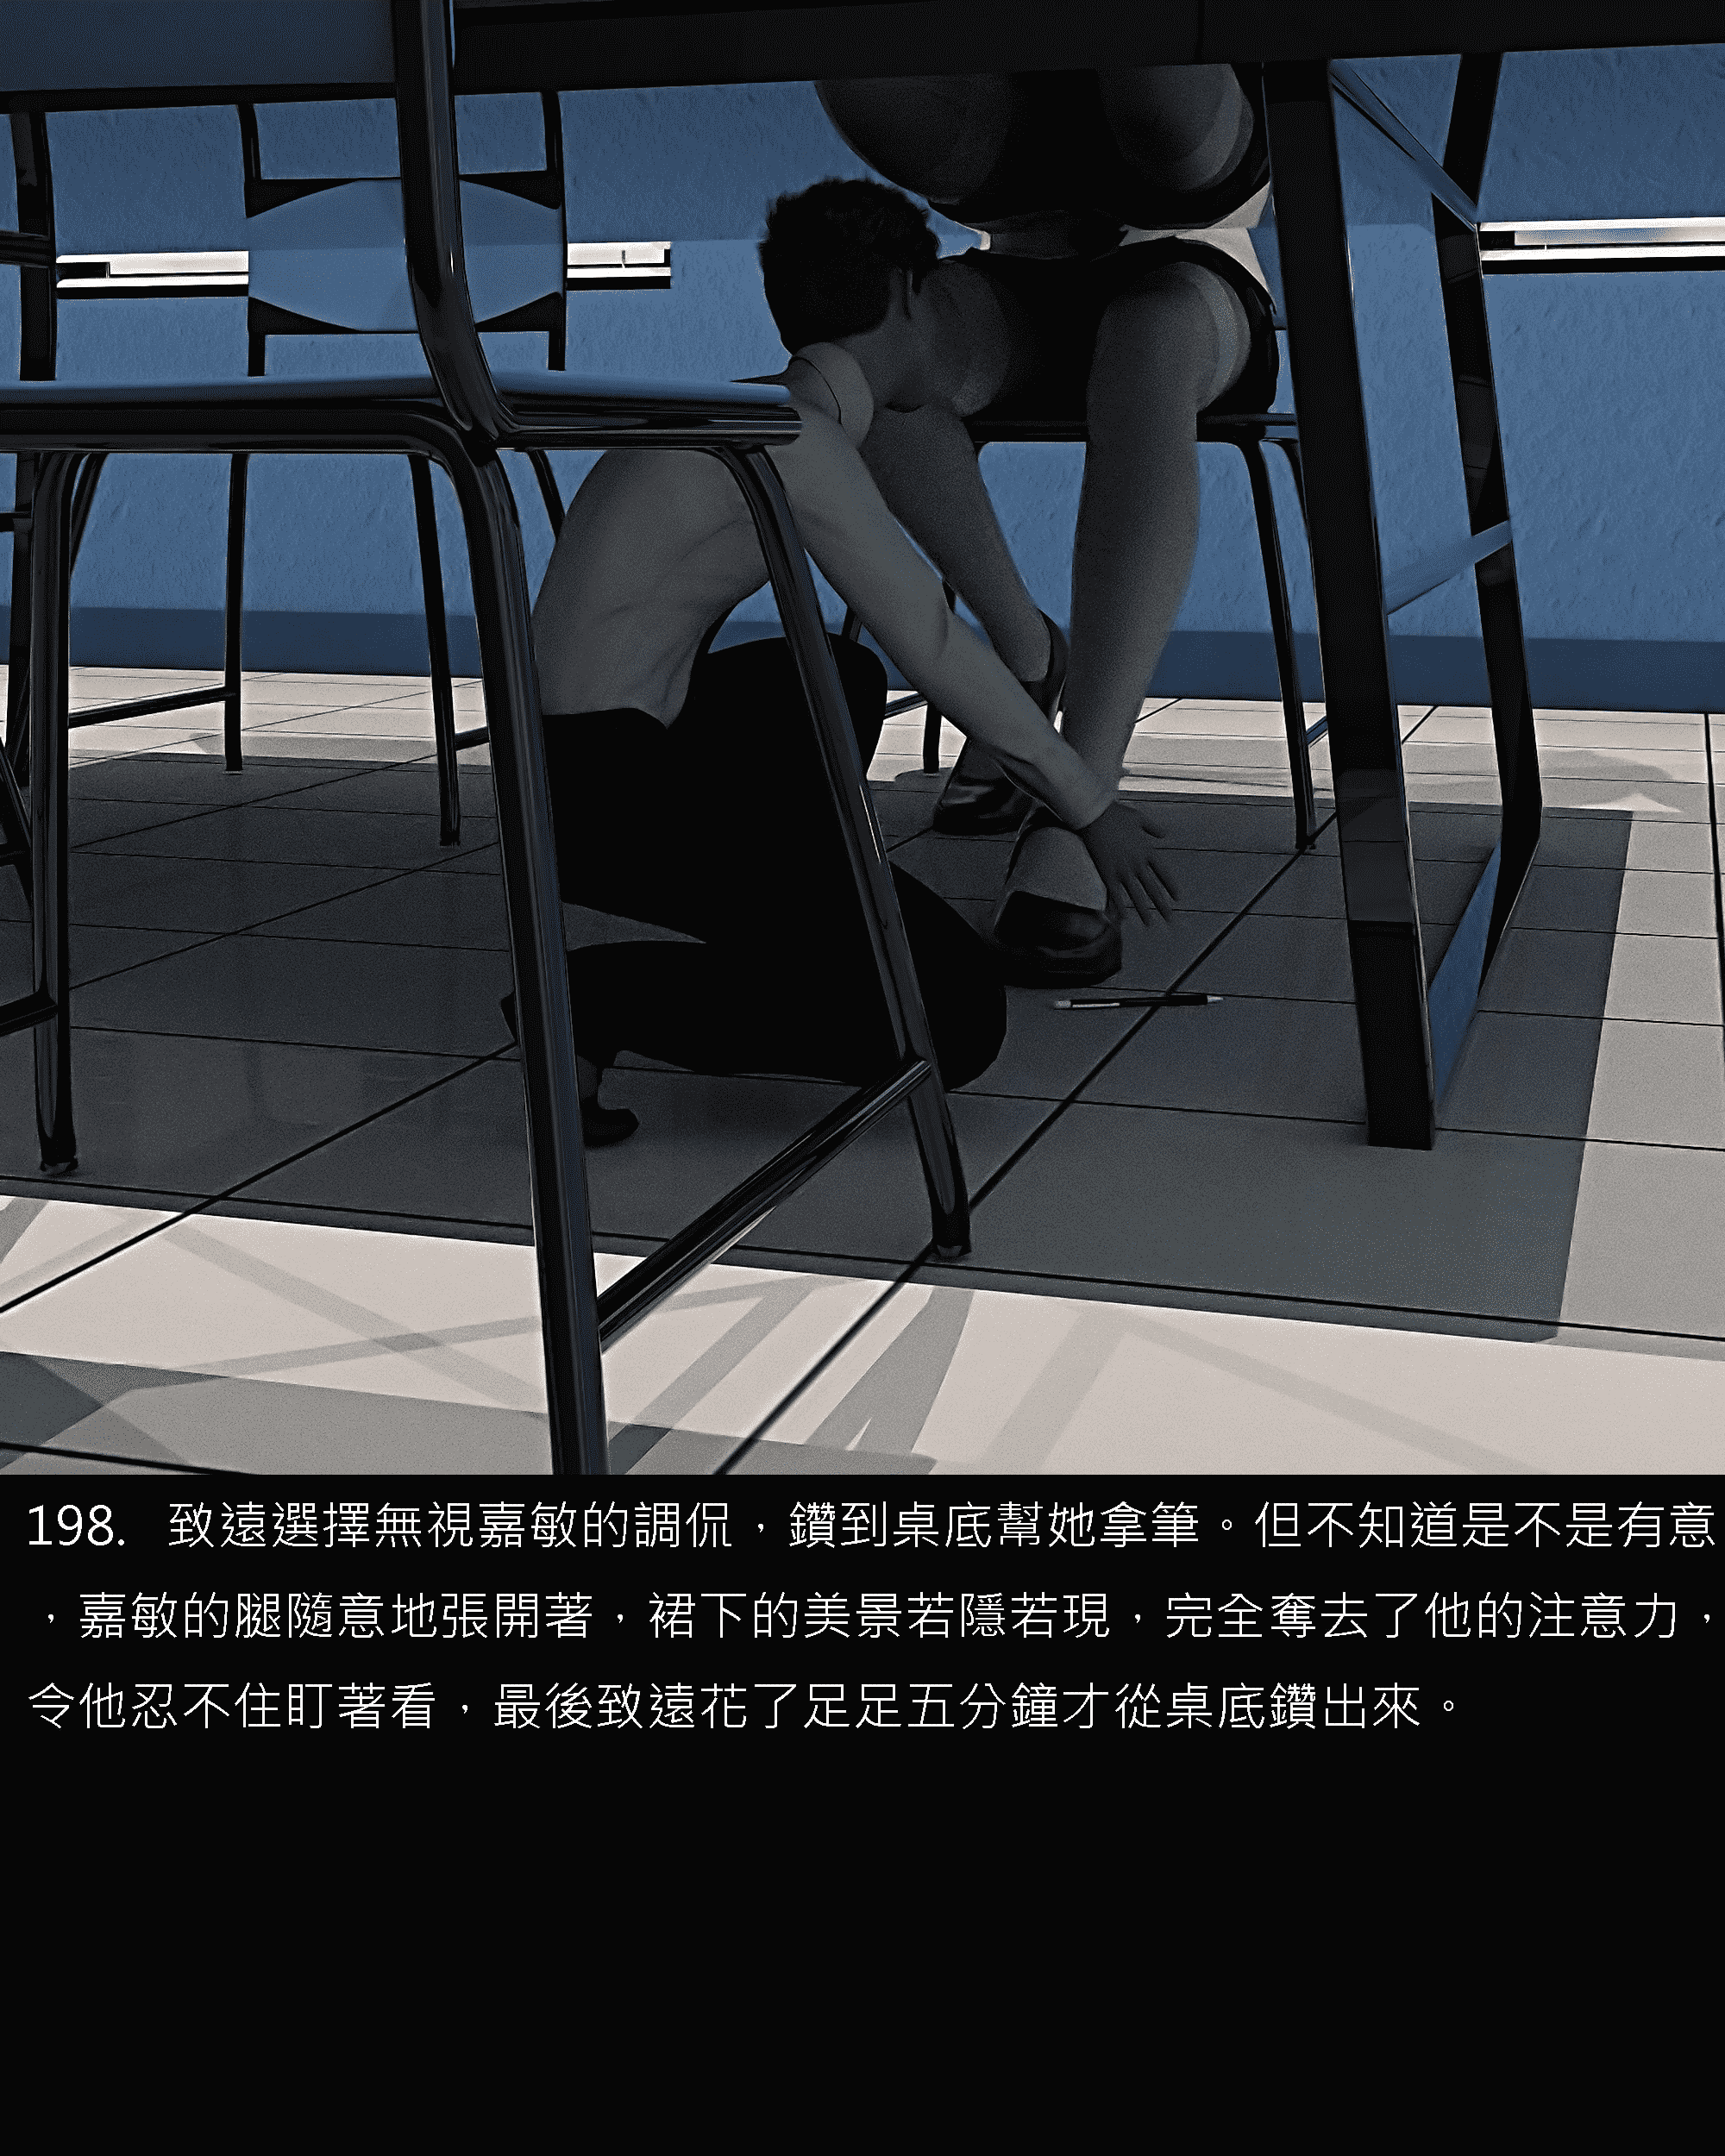 198. 致遠選擇無視嘉敏的調侃，鑽到桌底幫她拿筆。但不知道是不是有意
，嘉敏的腿隨意地張開著，裙下的美景若隱若現，完全奪去了他的注意力，
令他忍不住盯著看，最後致遠花了足足五分鐘才從桌底鑽出來。